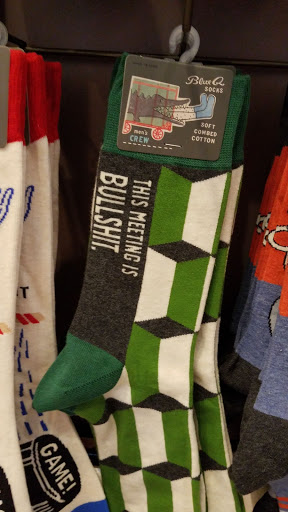 Blue Q
SOCKS
men's
CREW
SOFT
COMBED
COTTON
THIS MEETING IS
BULLSHIT.
GAME!